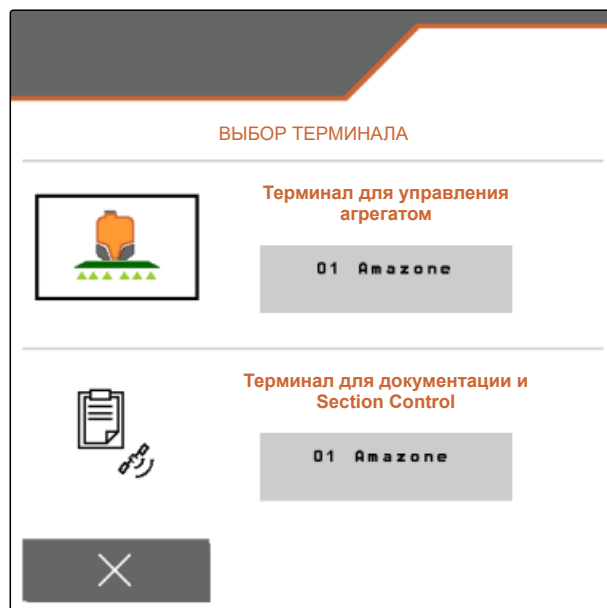 ВЫБОР ТЕРМИНАЛА
Терминал для управления
агрегатом
01 Amazone
Терминал для документации и
Section Control
01 Amazone